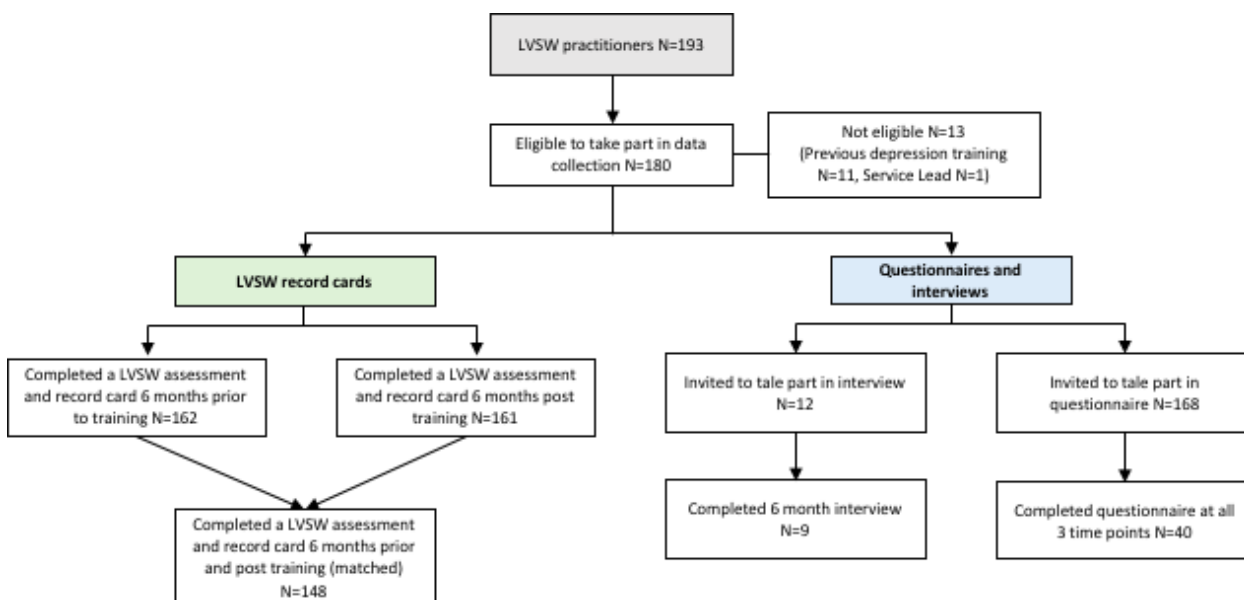 LVSW practitioners N=193
Eligible to take part in data
collection N=180
Not eligible N=13
(Previous depression training
N=11, Service Lead N=1)
LVSW record cards
Questionnaires and
interviews
Completed a LVSW assessment
and record card 6 months prior
to training N=162
Completed a LVSW assessment
and record card 6 months post
training N=161
Invited to tale part in interview
N=12
Invited to tale part in
questionnaire N=168
Completed a LVSW assessment
and record card 6 months prior
and post training (matched)
N=148
Completed 6 month interview
N=9
Completed questionnaire at all
3 time points N=40